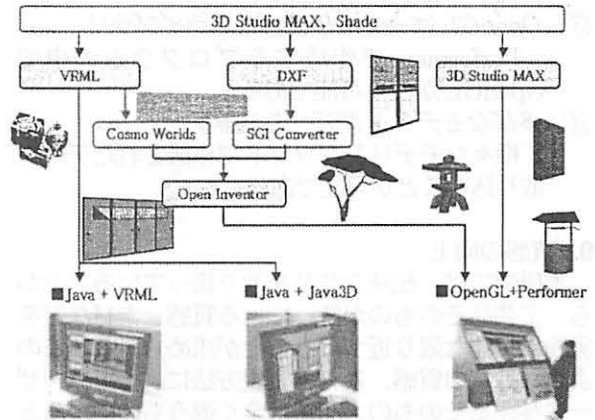 3D Studio MAX, Shade
VRML
DXF
3D Studio MAX
Cosmo Worlds
SGI Converter
Open Inventor
■Java + VRML
■Java + Java3D
■OpenGL+Performer